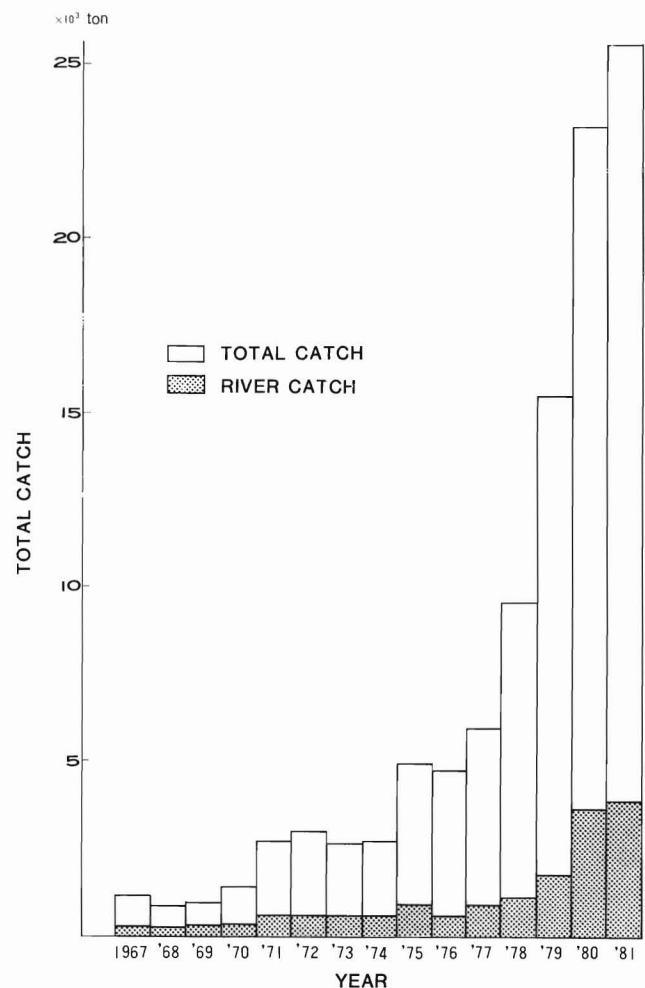 ×10³ ton
25
20
15
10
5
TOTAL CATCH
TOTAL CATCH
RIVER CATCH
1967 '68 '69 '70 '71 '72 '73 '74 '75 '76 '77 '78 '79 '80 '81
YEAR